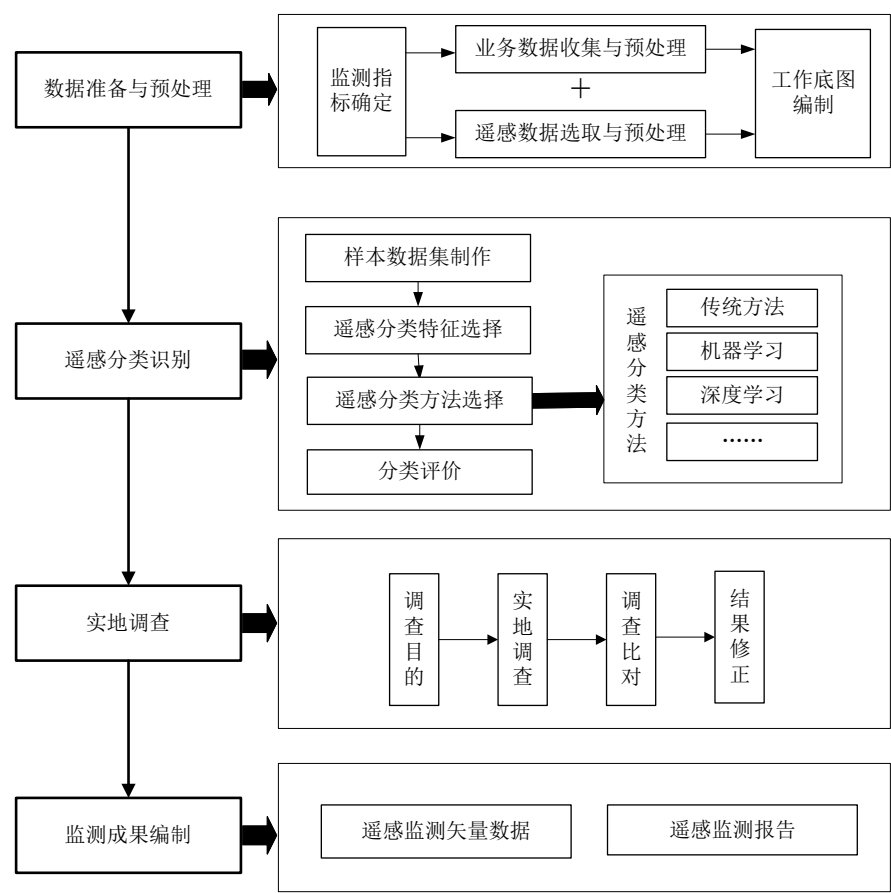 数据准备与预处理
监测指
标确定
业务数据收集与预处理
+
遥感数据选取与预处理
工作底图
编制
遥感分类识别
样本数据集制作
遥感分类特征选择
遥感分类方法选择
分类评价
遥感分类方法
传统方法
机器学习
深度学习
……
实地调查
调查目的
实地调查
调查比对
结果修正
监测成果编制
遥感监测矢量数据
遥感监测报告